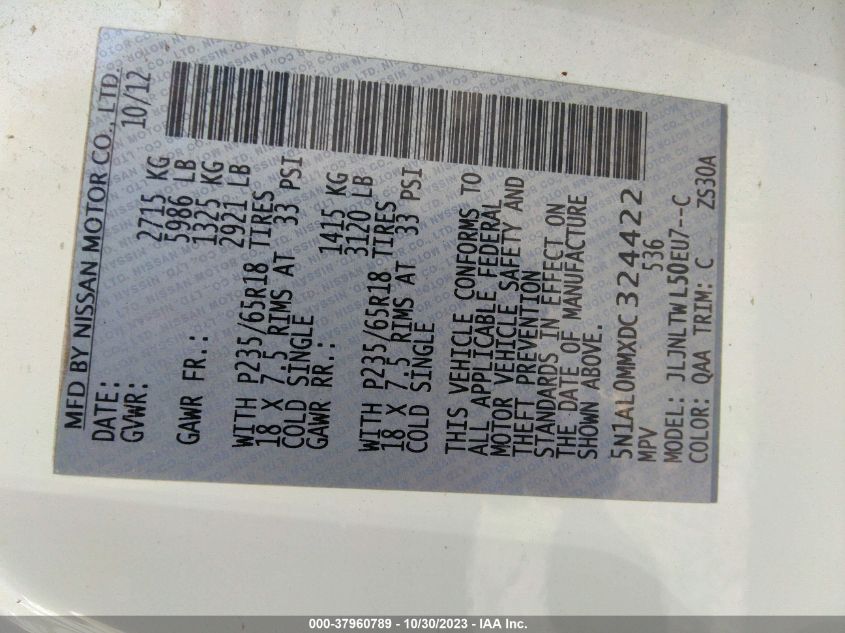 MFD BY NISSAN MOTOR CO., LTD.
DATE: 10/12
GVWR: 2715 KG
5986 LB
GAWR FR.: 1325 KG
2921 LB
WITH P235/65R18 TIRES
18 X 7.5 RIMS AT 33 PSI
COLD SINGLE
GAWR RR.: 1415 KG
3120 LB
WITH P235/65R18 TIRES
18 X 7.5 RIMS AT 33 PSI
COLD SINGLE
THIS VEHICLE CONFORMS TO
ALL APPLICABLE FEDERAL
MOTOR VEHICLE SAFETY AND
THEFT PREVENTION
STANDARDS IN EFFECT ON
THE DATE OF MANUFACTURE
SHOWN ABOVE.
5N1AL0MMXDC324422
MPV 536
MODEL: JLJNLTWL50EU7--C
COLOR: QAA TRIM: C ZS30A
000-37960789 - 10/30/2023 - IAA Inc.